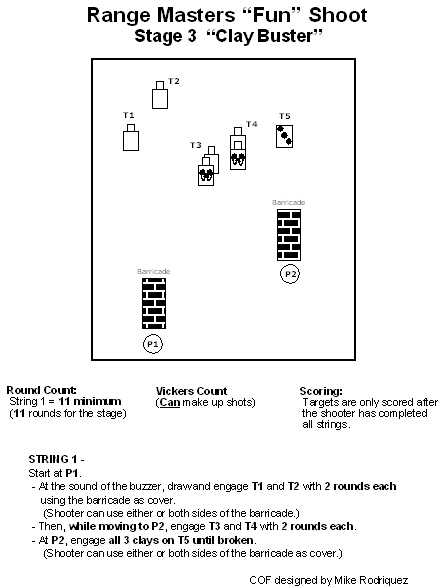 Range Masters “Fun” Shoot
Stage 3 “Clay Buster”
T2
T1
T4
T5
T3
Barricade
P2
Barricade
P1
Round Count:
String 1 = 11 minimum
(11 rounds for the stage)
Vickers Count
(Can make up shots)
Scoring:
Targets are only scored after
the shooter has completed
all strings.
STRING 1 -
Start at P1.
- At the sound of the buzzer, drawand engage T1 and T2 with 2 rounds each
using the barricade as cover.
(Shooter can use either or both sides of the barricade.)
- Then, while moving to P2, engage T3 and T4 with 2 rounds each.
- At P2, engage all 3 clays on T5 until broken.
(Shooter can use either or both sides of the barricade as cover.)
COF designed by Mike Rodriquez